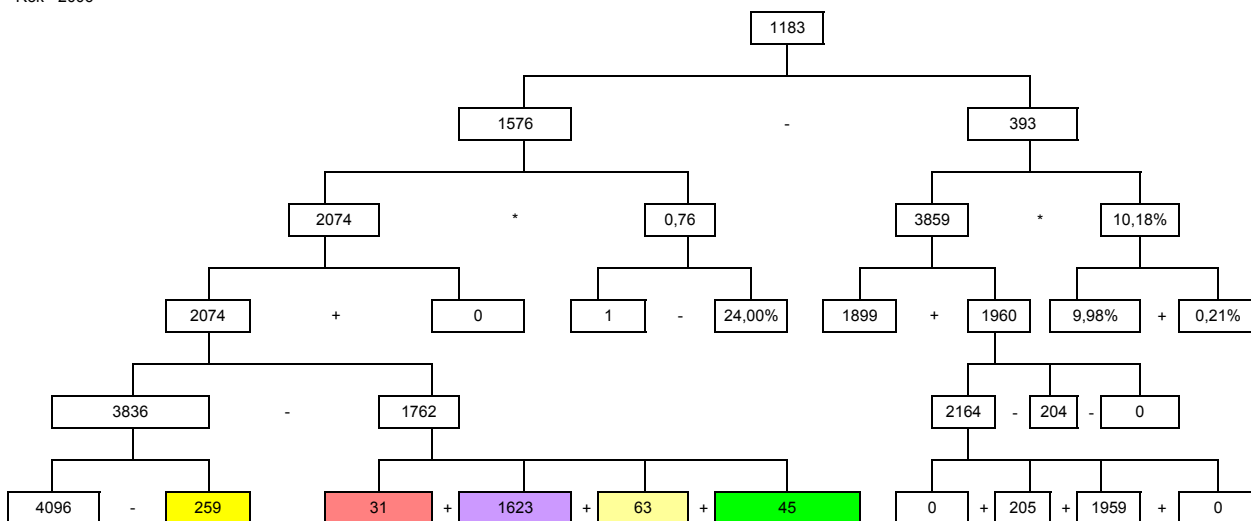 1183
1576 - 393
2074 * 0,76 3859 * 10,18%
2074 + 0 1 - 24,00% 1899 + 1960 9,98% + 0,21%
3836 - 1762 2164 - 204 - 0
4096 - 259 31 + 1623 + 63 + 45 0 + 205 + 1959 + 0